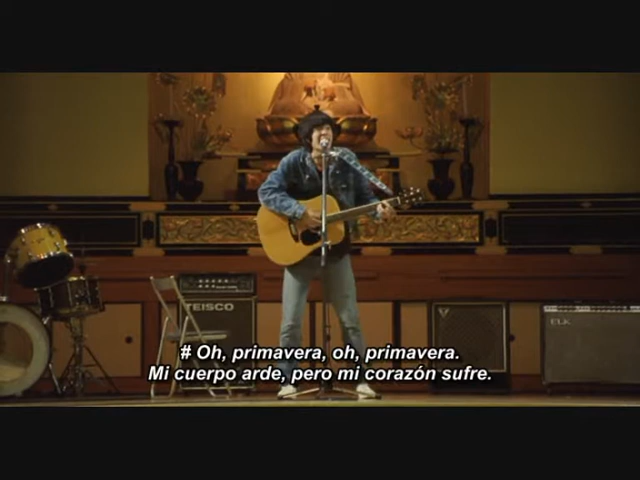 TEISCO
ELK
# Oh, primavera, oh, primavera.
Mi cuerpo arde, pero mi corazón sufre.